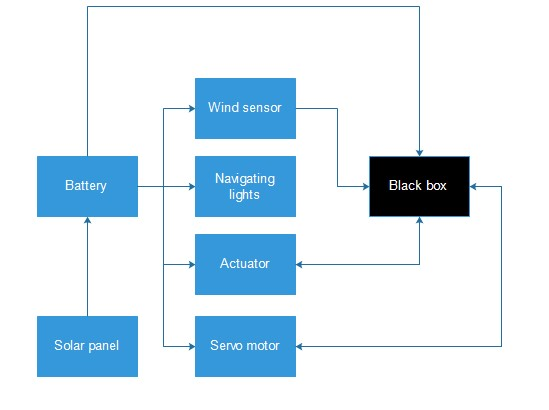 Wind sensor
Battery
Navigating
lights
Black box
Actuator
Solar panel
Servo motor